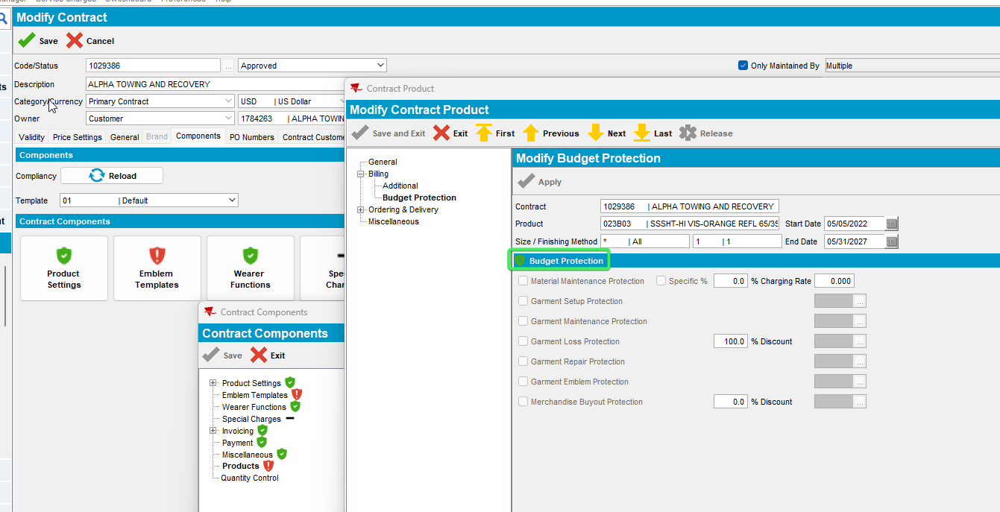 Service Charges Switchboard Preferences Help
Modify Contract
Save Cancel
Code/Status 1029386 ... Approved Only Maintained By Multiple
Description ALPHA TOWING AND RECOVERY
Category/Currency Primary Contract USD | US Dollar
Owner Customer 1784263 | ALPHA TOWIN
Validity Price Settings General Brand Components PO Numbers Contract Custome
Components
Compliancy Reload
Template 01 | Default
Contract Components
Product Settings
Emblem Templates
Wearer Functions
Spe
Char
Contract Components
Contract Components
Save Exit
Product Settings
Emblem Templates
Wearer Functions
Special Charges
Invoicing
Payment
Miscellaneous
Products
Quantity Control
Contract Product
Modify Contract Product
Save and Exit Exit First Previous Next Last Release
General
Billing
Additional
Budget Protection
Ordering & Delivery
Miscellaneous
Modify Budget Protection
Apply
Contract 1029386 | ALPHA TOWING AND RECOVERY
Product 023B03 | SSSHT-HI VIS-ORANGE REFL 65/35 Start Date 05/05/2022 16
Size / Finishing Method * | All 1 | 1 End Date 05/31/2027 16
Budget Protection
Material Maintenance Protection Specific % 0.0 % Charging Rate 0.000
Garment Setup Protection ...
Garment Maintenance Protection ...
Garment Loss Protection 100.0 % Discount ...
Garment Repair Protection ...
Garment Emblem Protection ...
Merchandise Buyout Protection 0.0 % Discount ...